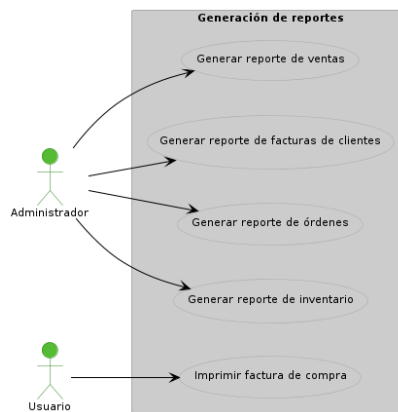 Generación de reportes
Generar reporte de ventas
Generar reporte de facturas de clientes
Administrador
Generar reporte de órdenes
Generar reporte de inventario
Imprimir factura de compra
Usuario